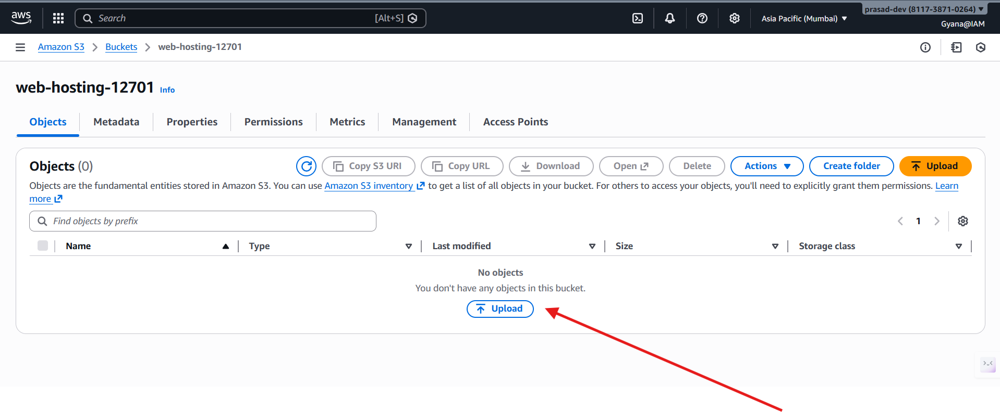 prasad-dev (8117-3871-0264)
aws Search [Alt+S] Asia Pacific (Mumbai)
Gyana@IAM
Amazon S3 Buckets web-hosting-12701
web-hosting-12701 Info
Objects Metadata Properties Permissions Metrics Management Access Points
Objects (0) Copy S3 URI Copy URL Download Open Delete Actions Create folder Upload
Objects are the fundamental entities stored in Amazon S3. You can use Amazon S3 inventory to get a list of all objects in your bucket. For others to access your objects, you'll need to explicitly grant them permissions. Learn
more
Find objects by prefix 1
Name Type Last modified Size Storage class
No objects
You don't have any objects in this bucket.
Upload